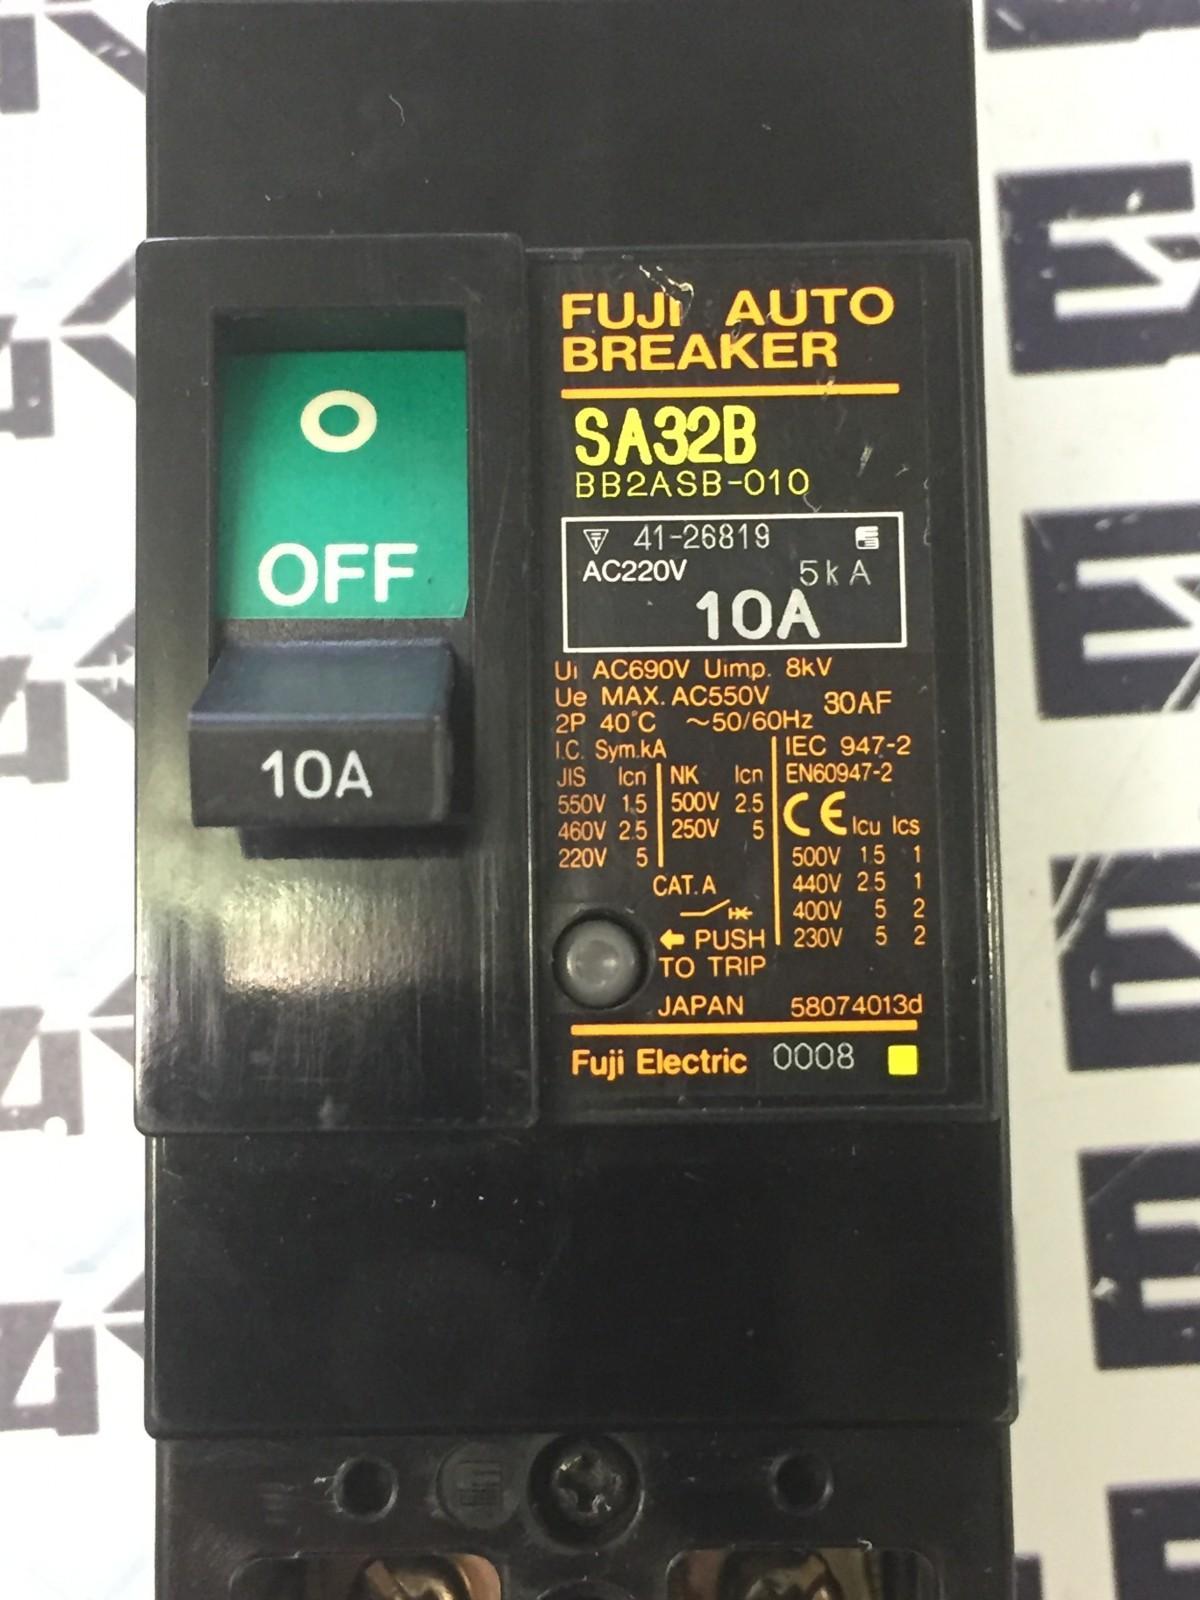 O
OFF
10A
FUJI AUTO
BREAKER
SA32B
BB2ASB-010
41-26819
AC220V 5kA
10A
Ui AC690V Uimp. 8kV
Ue MAX. AC550V 30AF
2P 40°C ~50/60Hz
I.C. Sym.kA
JIS Icn
550V 1.5
460V 2.5
220V 5
NK Icn
500V 2.5
250V 5
IEC 947-2
EN60947-2
CE Icu Ics
500V 1.5 1
440V 2.5 1
400V 5 2
230V 5 2
CAT. A
← PUSH
TO TRIP
JAPAN 58074013d
Fuji Electric 0008